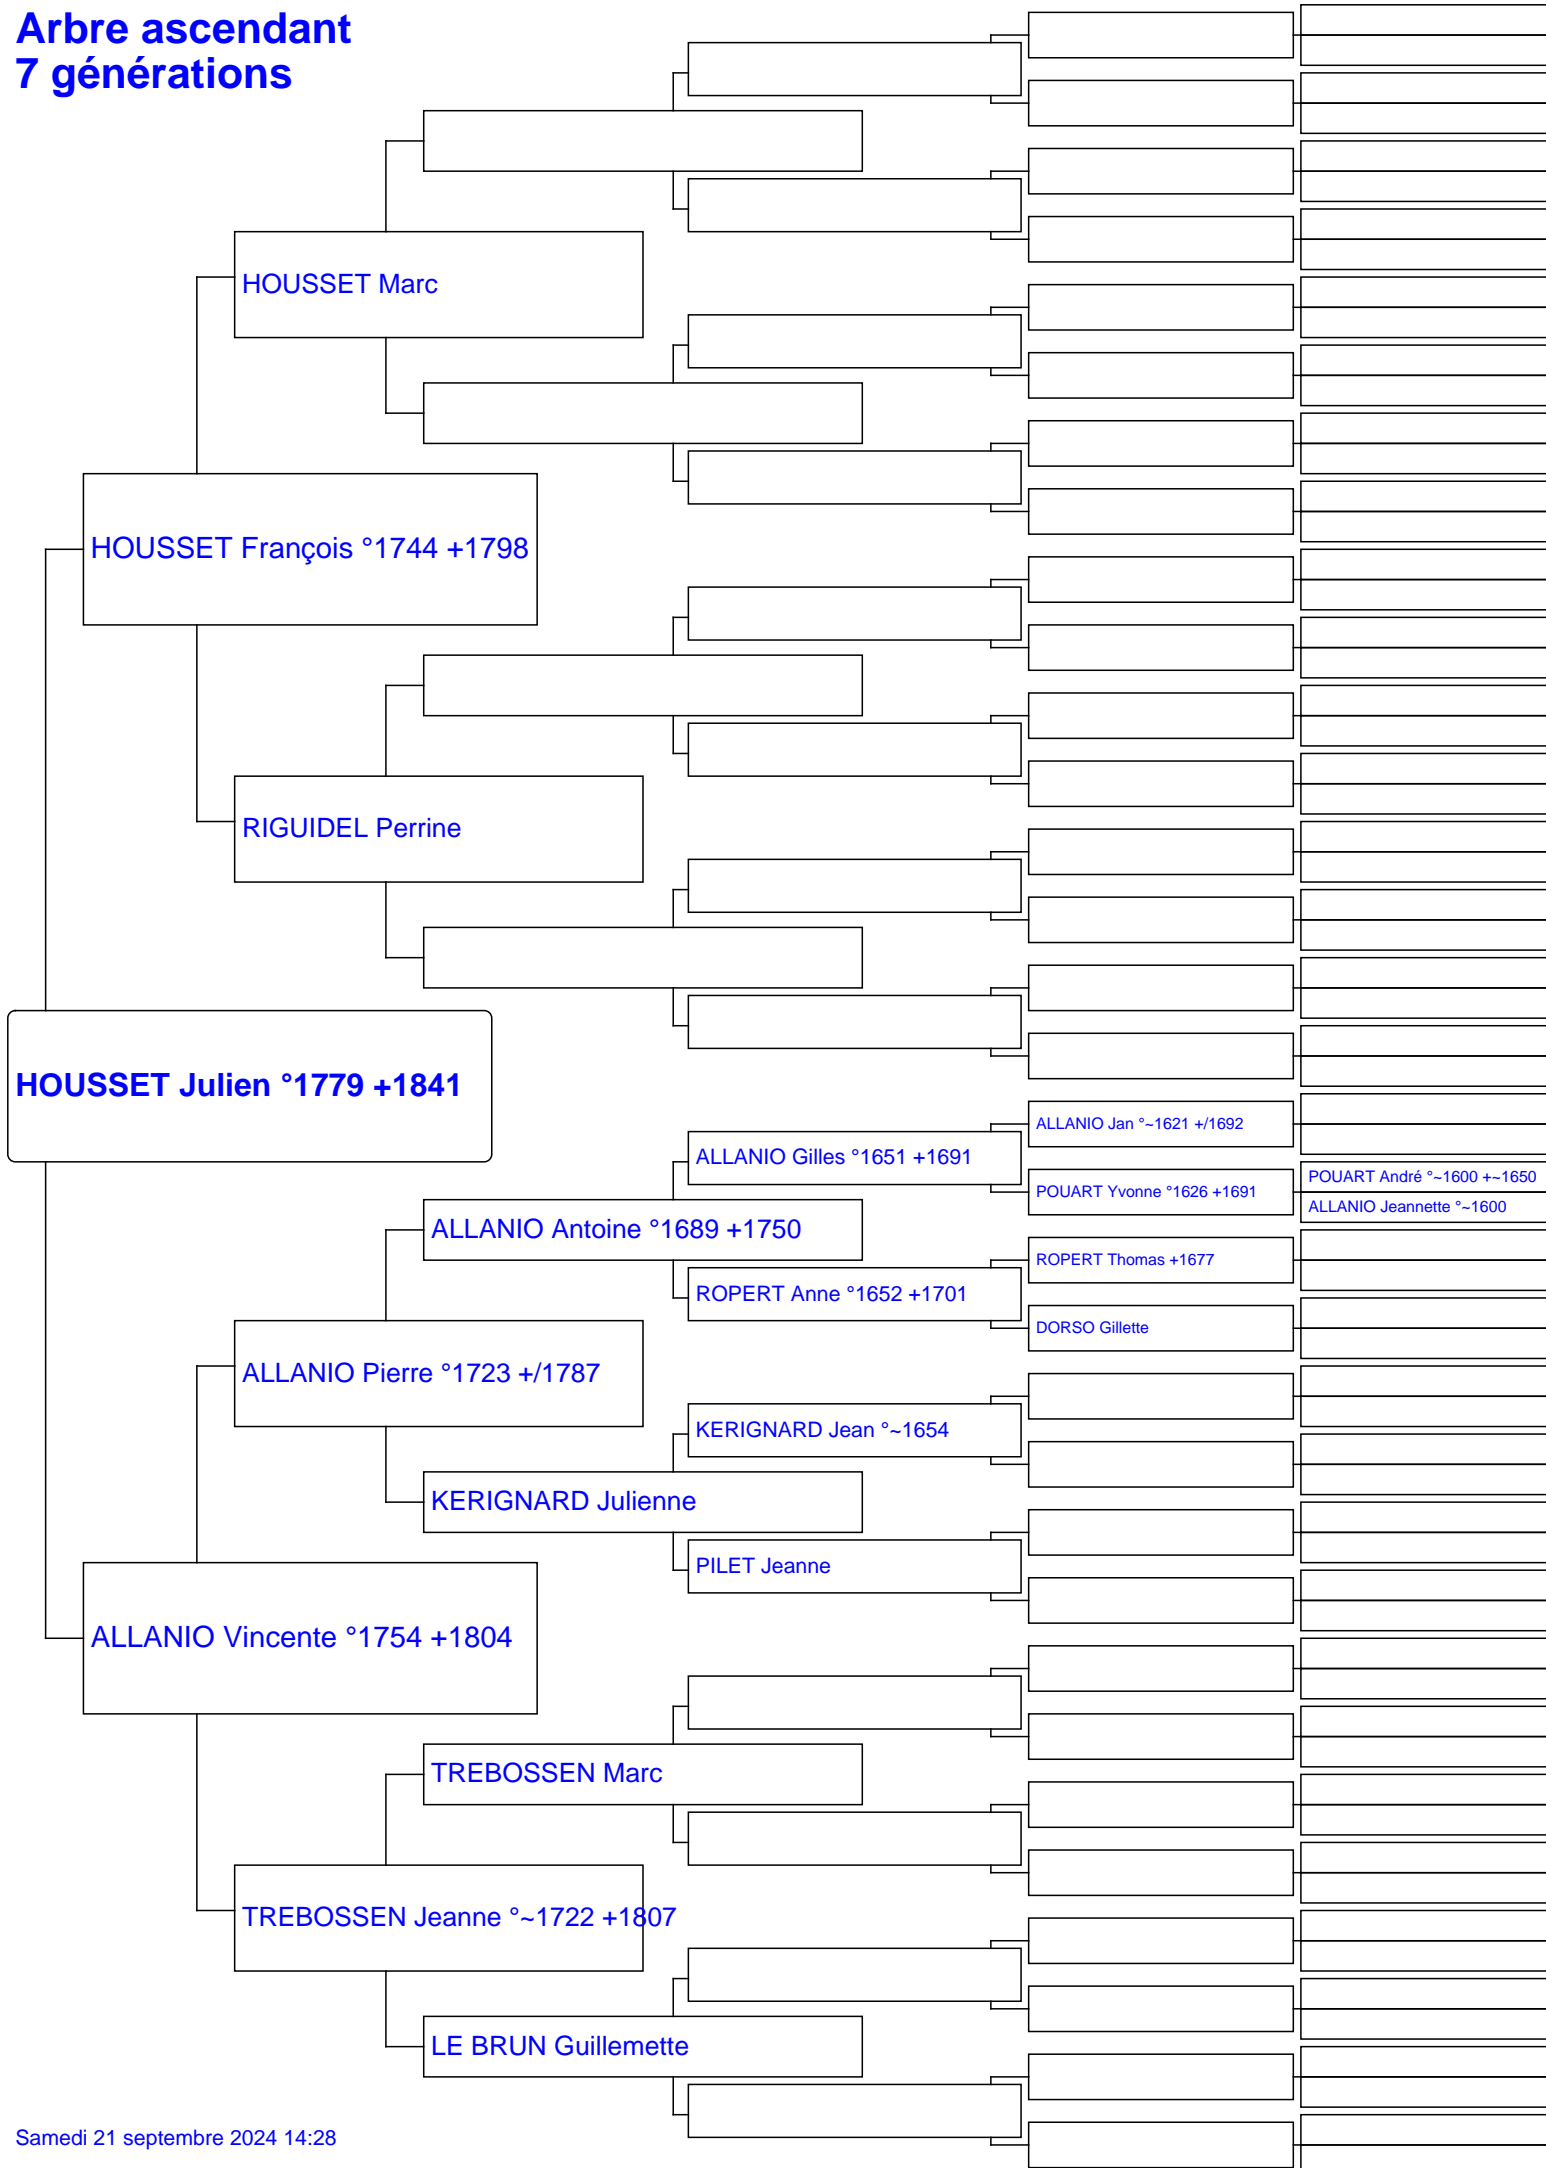 Arbre ascendant
7 générations
HOUSSET Marc
HOUSSET François °1744 +1798
RIGUIDEL Perrine
HOUSSET Julien °1779 +1841
ALLANIO Jan °~1621 +/1692
ALLANIO Gilles °1651 +1691
POUART André °~1600 +~1650
POUART Yvonne °1626 +1691
ALLANIO Jeannette °~1600
ALLANIO Antoine °1689 +1750
ROPERT Thomas +1677
ROPERT Anne °1652 +1701
DORSO Gillette
ALLANIO Pierre °1723 +/1787
KERIGNARD Jean °~1654
KERIGNARD Julienne
PILET Jeanne
ALLANIO Vincente °1754 +1804
TREBOSSEN Marc
TREBOSSEN Jeanne °~1722 +1807
LE BRUN Guillemette
Samedi 21 septembre 2024 14:28